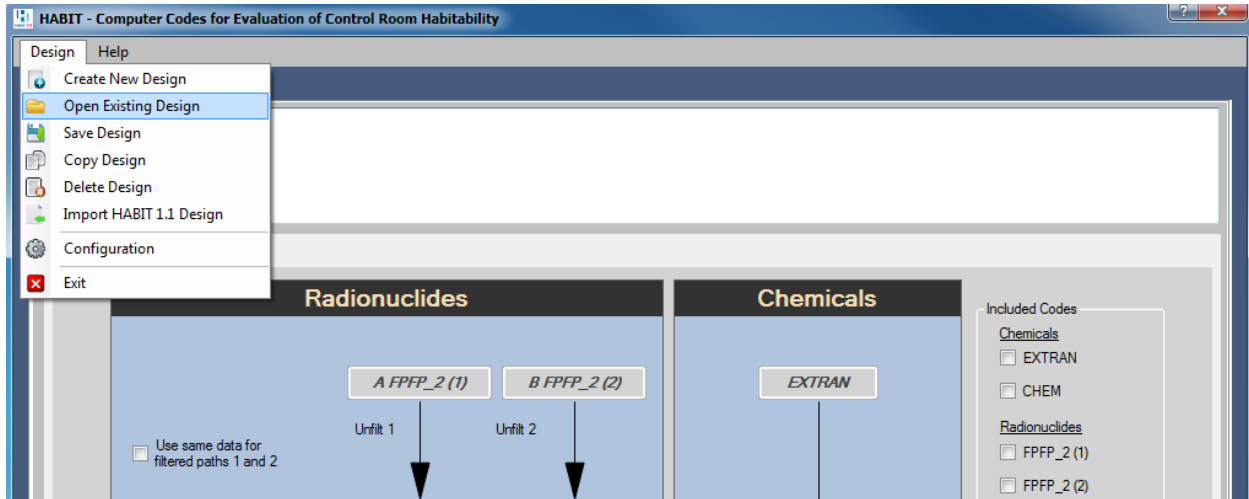 HABIT - Computer Codes for Evaluation of Control Room Habitability
Design Help
Create New Design
Open Existing Design
Save Design
Copy Design
Delete Design
Import HABIT 1.1 Design
Configuration
Exit
Radionuclides
Chemicals
Included Codes
Chemicals
EXTRAN
CHEM
Radionuclides
FPFP_2 (1)
FPFP_2 (2)
A FPFP_2 (1)
B FPFP_2 (2)
EXTRAN
Unfilt 1
Unfilt 2
Use same data for
filtered paths 1 and 2